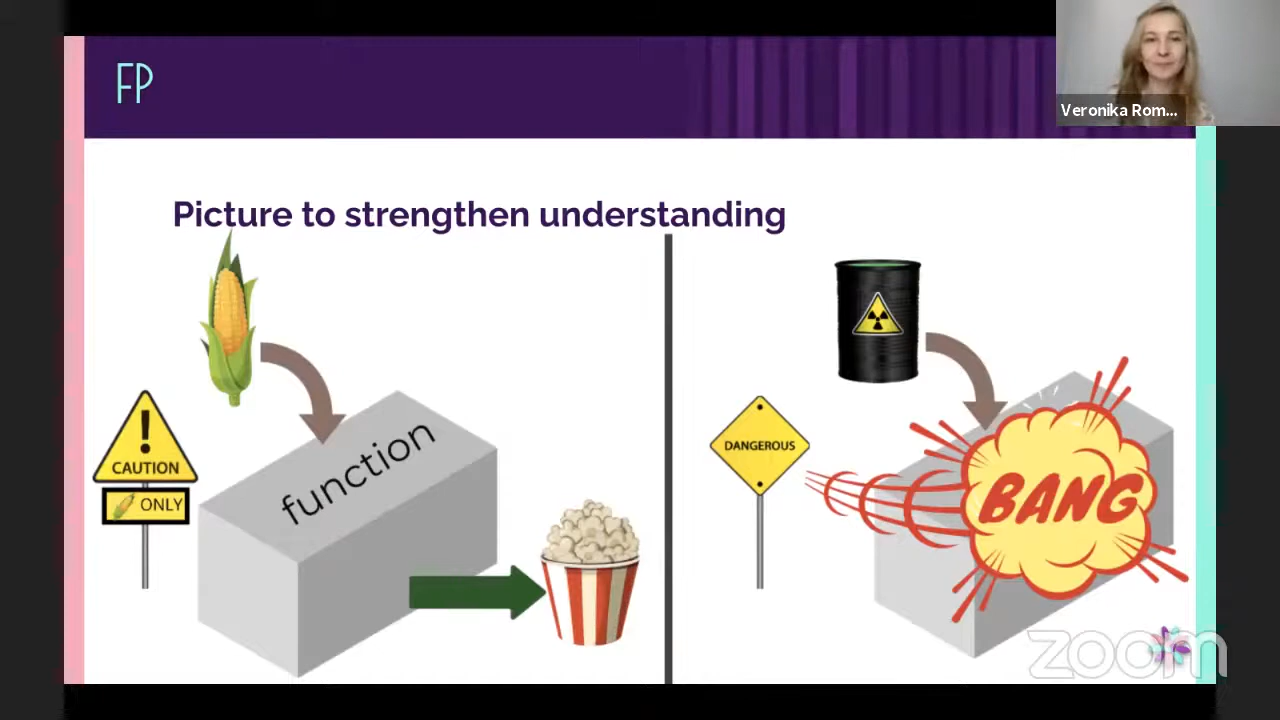 FP
Veronika Rom...
Picture to strengthen understanding
CAUTION
ONLY
function
DANGEROUS
BANG
zoom